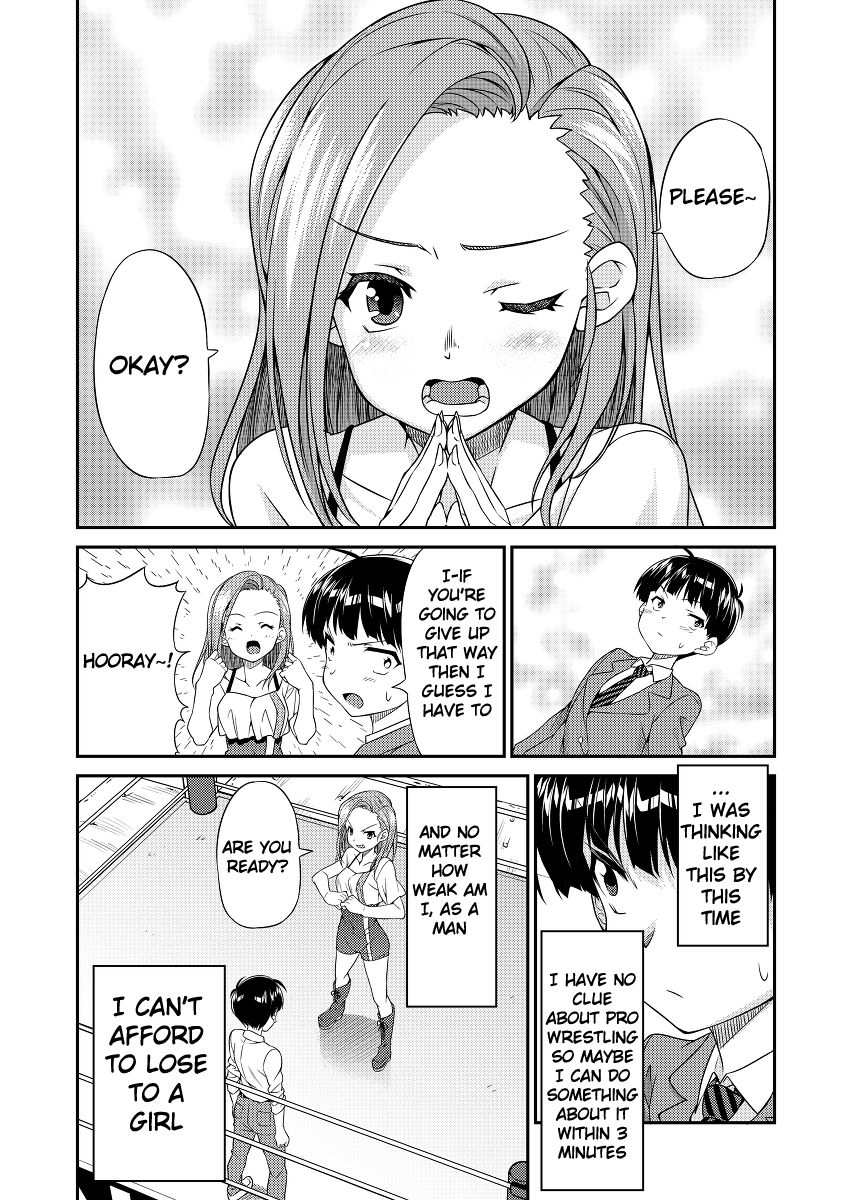 PLEASE~
OKAY?
I-IF
YOU'RE
GOING TO
GIVE UP
THAT WAY
THEN I
GUESS I
HAVE TO
HOORAY~!
...
I WAS
THINKING
LIKE
THIS BY
THIS
TIME
I HAVE NO
CLUE
ABOUT PRO
WRESTLING
SO MAYBE
I CAN DO
SOMETHING
ABOUT IT
WITHIN 3
MINUTES
AND NO
MATTER
HOW
WEAK AM
I, AS A
MAN
ARE YOU
READY?
I CAN'T
AFFORD
TO LOSE
TO A
GIRL